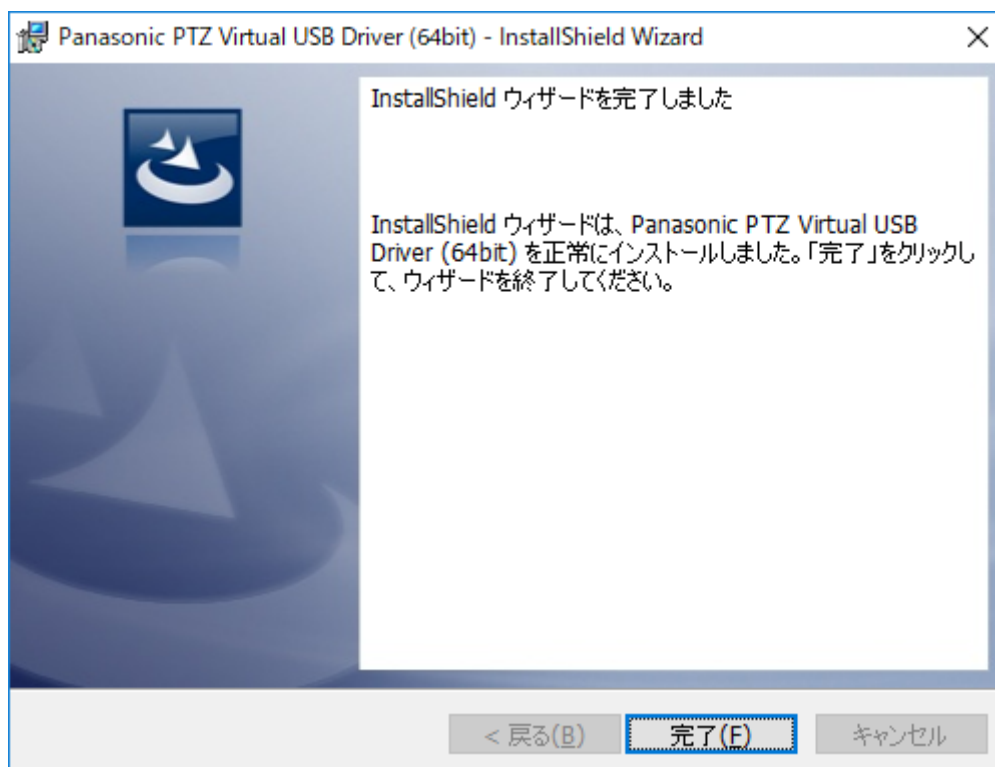 Panasonic PTZ Virtual USB Driver (64bit) - InstallShield Wizard
InstallShield ウィザードを完了しました
InstallShield ウィザードは、Panasonic PTZ Virtual USB
Driver (64bit) を正常にインストールしました。「完了」をクリックし
て、ウィザードを終了してください。
< 戻る(B)
完了(F)
キャンセル